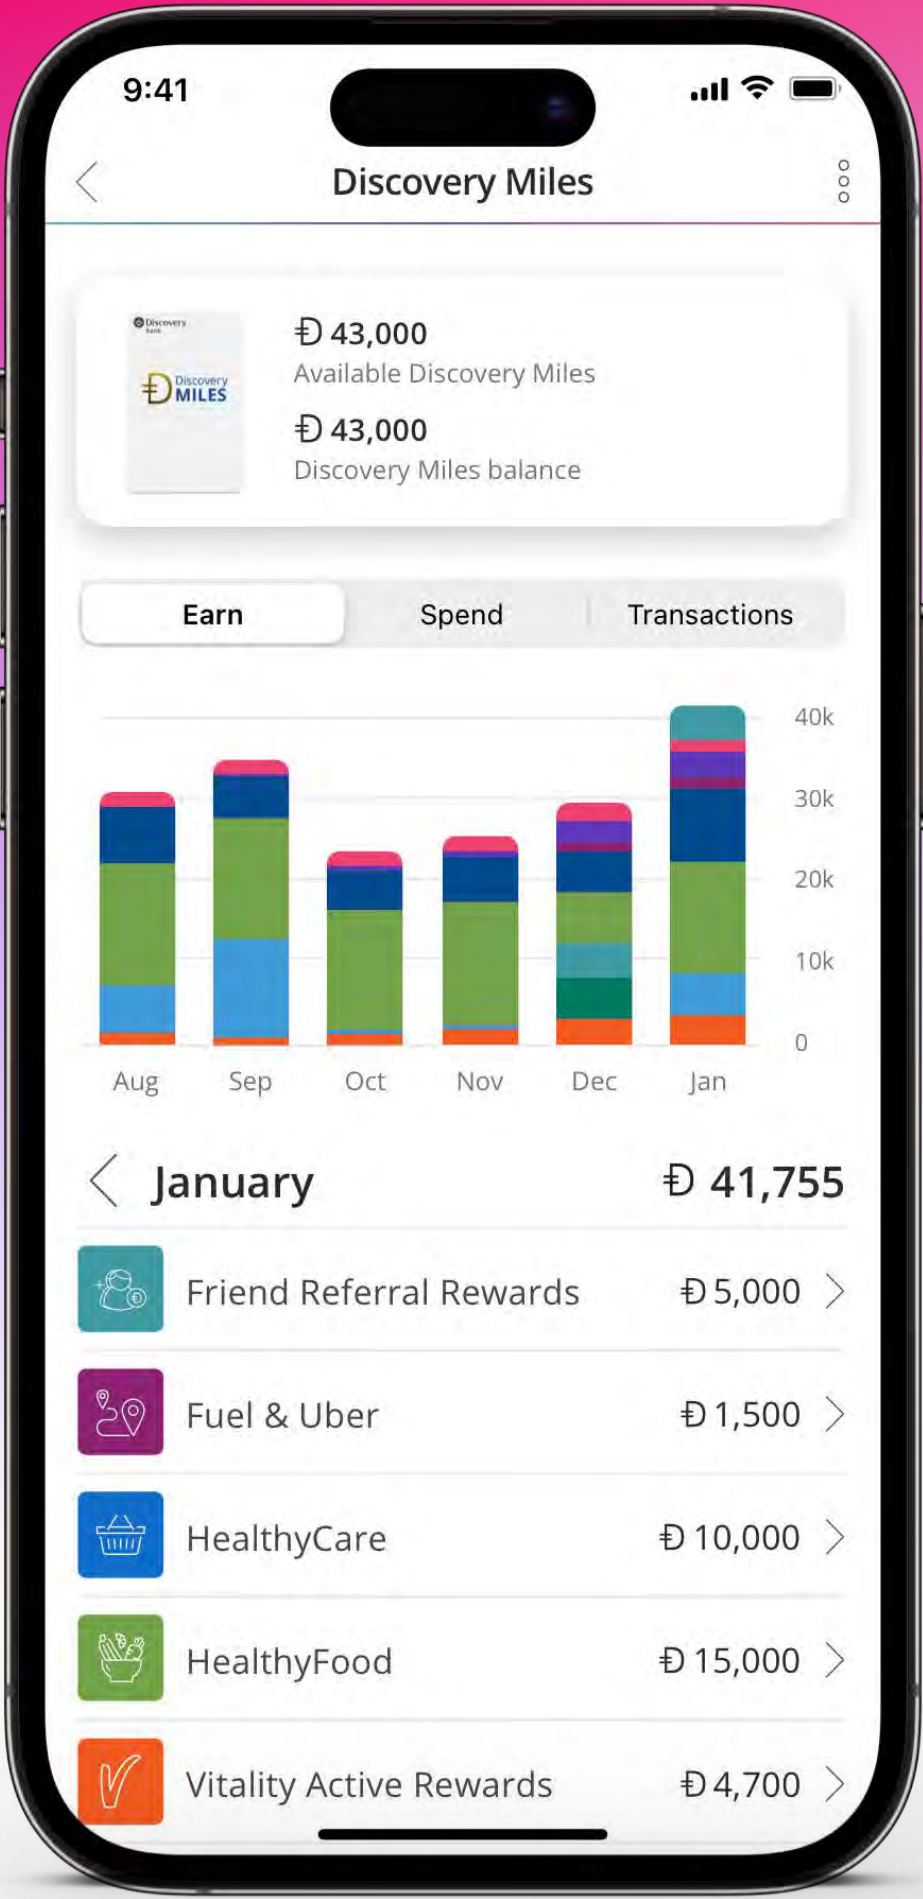 9:41
Discovery Miles
Discovery
Bank
Discovery
MILES
Đ 43,000
Available Discovery Miles
Đ 43,000
Discovery Miles balance
Earn Spend Transactions
40k
30k
20k
10k
0
Aug Sep Oct Nov Dec Jan
January Đ 41,755
Friend Referral Rewards Đ 5,000
Fuel & Uber Đ 1,500
HealthyCare Đ 10,000
HealthyFood Đ 15,000
Vitality Active Rewards Đ 4,700